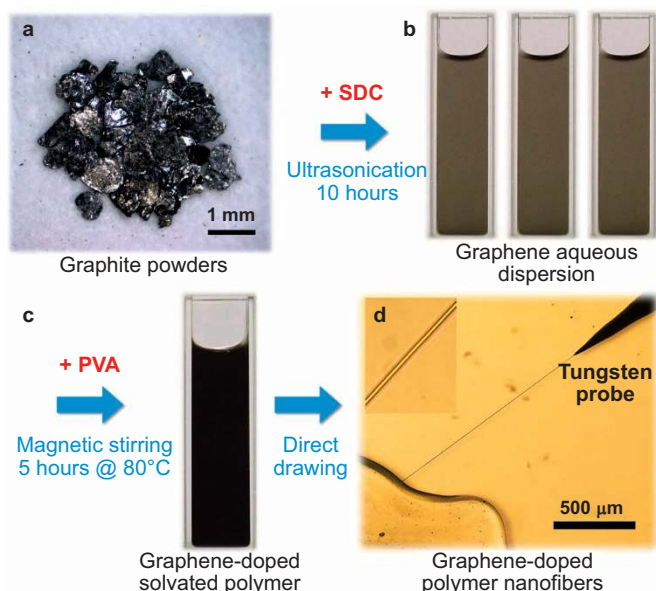 a
1 mm
Graphite powders
+ SDC
Ultrasonication
10 hours
b
Graphene aqueous
dispersion
+ PVA
Magnetic stirring
5 hours @ 80°C
c
Graphene-doped
solvated polymer
Direct
drawing
d
Tungsten
probe
500 μm
Graphene-doped
polymer nanofibers